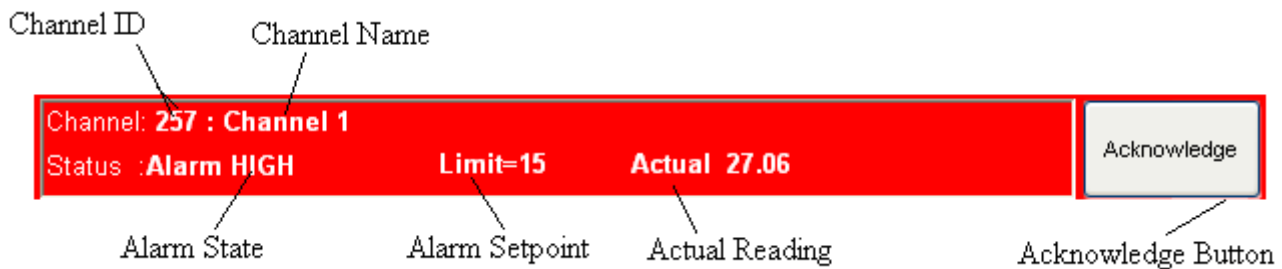 Channel ID
Channel Name
Channel: 257 : Channel 1
Status :Alarm HIGH Limit=15 Actual 27.06
Acknowledge
Alarm State
Alarm Setpoint
Actual Reading
Acknowledge Button